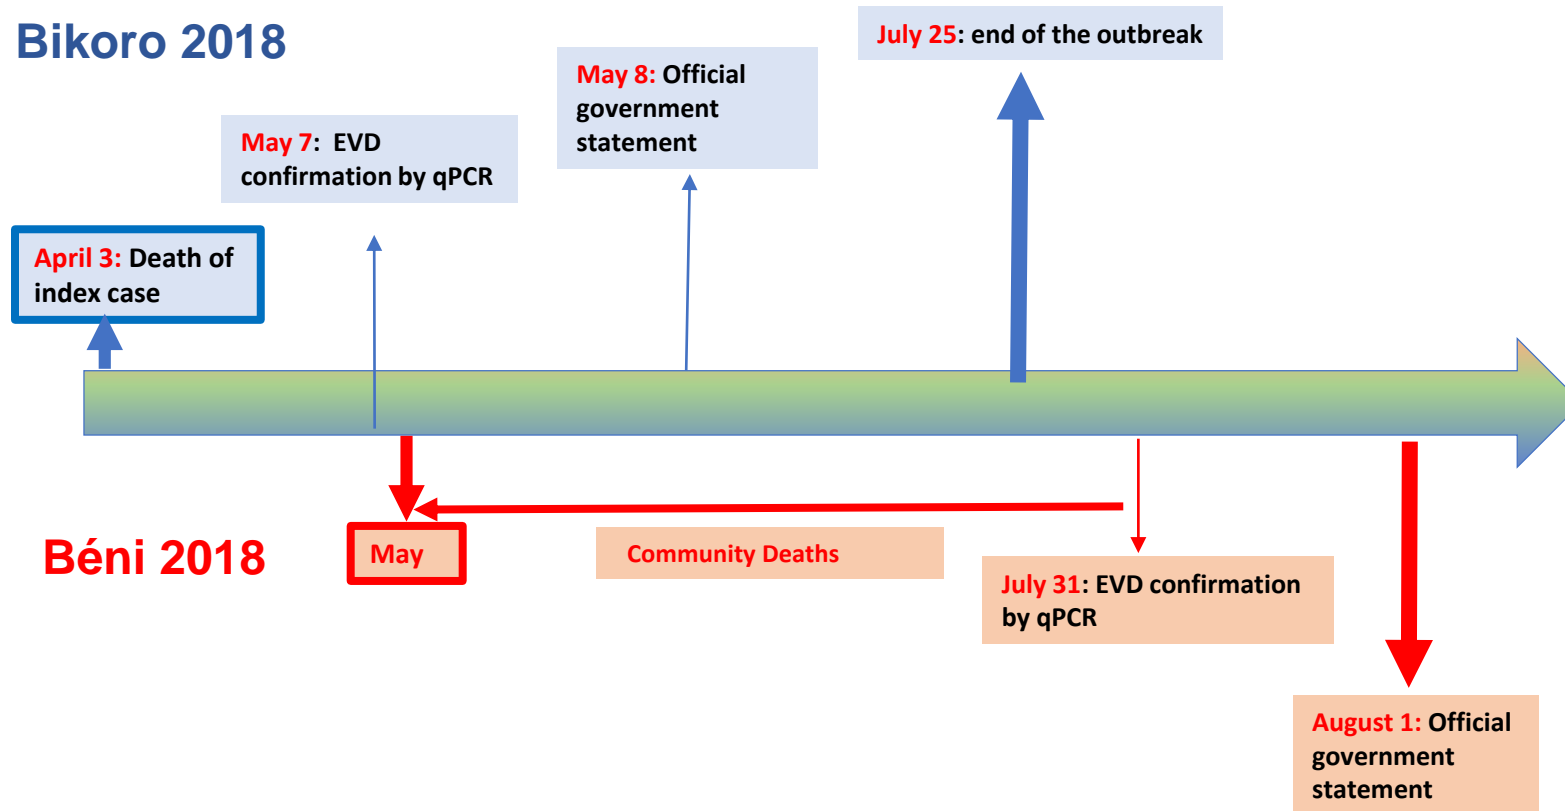 Bikoro 2018
July 25: end of the outbreak
May 8: Official
government
statement
May 7:  EVD
confirmation by qPCR
April 3: Death of
index case
Béni 2018
May
Community Deaths
July 31: EVD confirmation
by qPCR
August 1: Official
government
statement